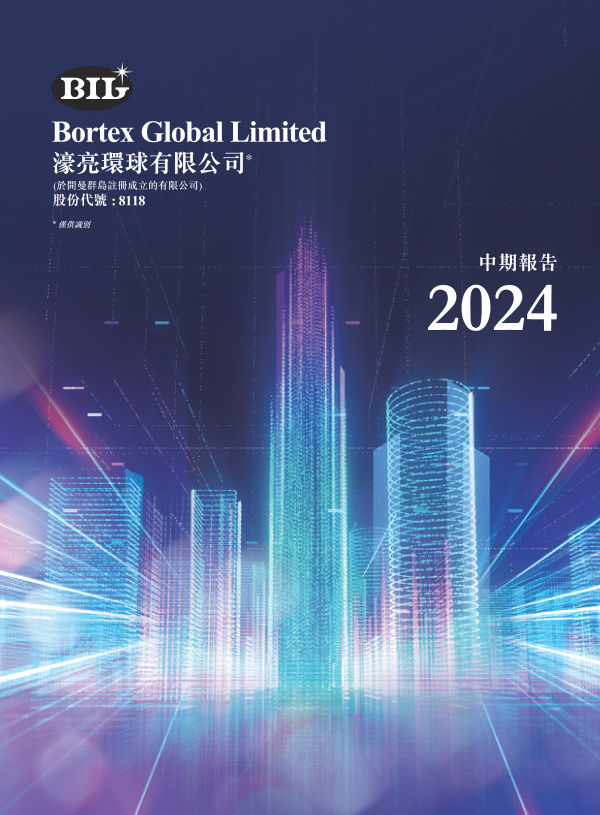 BIL
Bortex Global Limited
濠亮環球有限公司*
(於開曼群島註冊成立的有限公司)
股份代號 : 8118
* 僅供識別
中期報告
2024